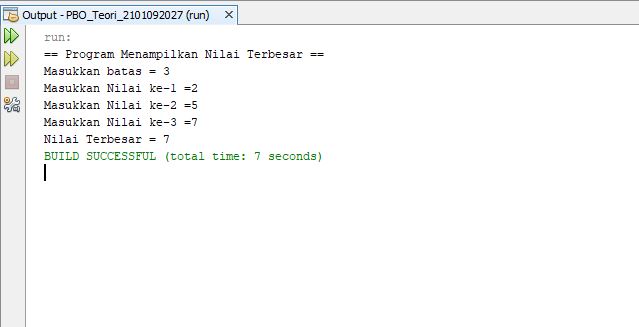 Output - PBO_Teori_2101092027 (run)
run:
== Program Menampilkan Nilai Terbesar ==
Masukkan batas = 3
Masukkan Nilai ke-1 =2
Masukkan Nilai ke-2 =5
Masukkan Nilai ke-3 =7
Nilai Terbesar = 7
BUILD SUCCESSFUL (total time: 7 seconds)